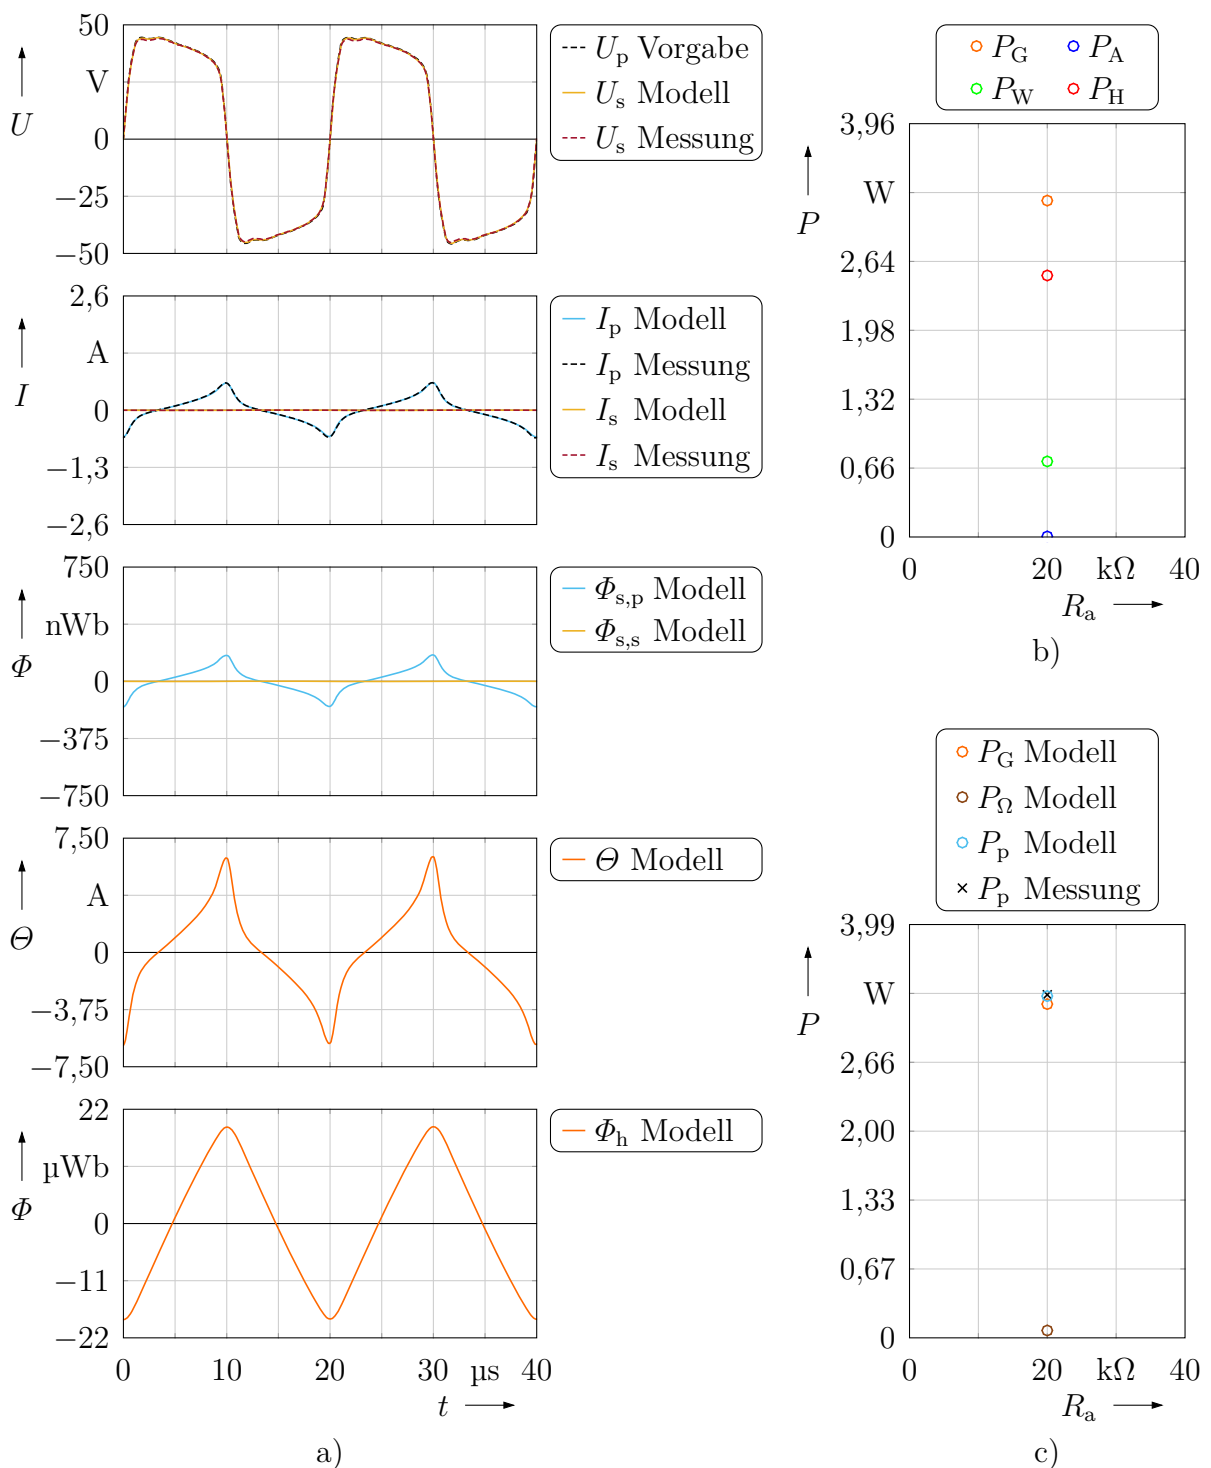 50
V
0
−25
−50
U
U_p Vorgabe
U_s Modell
U_s Messung
2,6
A
0
−1,3
−2,6
I
I_p Modell
I_p Messung
I_s Modell
I_s Messung
750
nWb
0
−375
−750
Φ
Φ_s,p Modell
Φ_s,s Modell
7,50
A
0
−3,75
−7,50
Θ
Θ Modell
22
µWb
0
−11
−22
Φ
Φ_h Modell
0 10 20 30 µs 40
t
a)
P_G P_A
P_W P_H
3,96
W
2,64
1,98
1,32
0,66
0
P
0 20 kΩ 40
R_a
b)
P_G Modell
P_Ω Modell
P_p Modell
P_p Messung
3,99
W
2,66
2,00
1,33
0,67
0
P
0 20 kΩ 40
R_a
c)